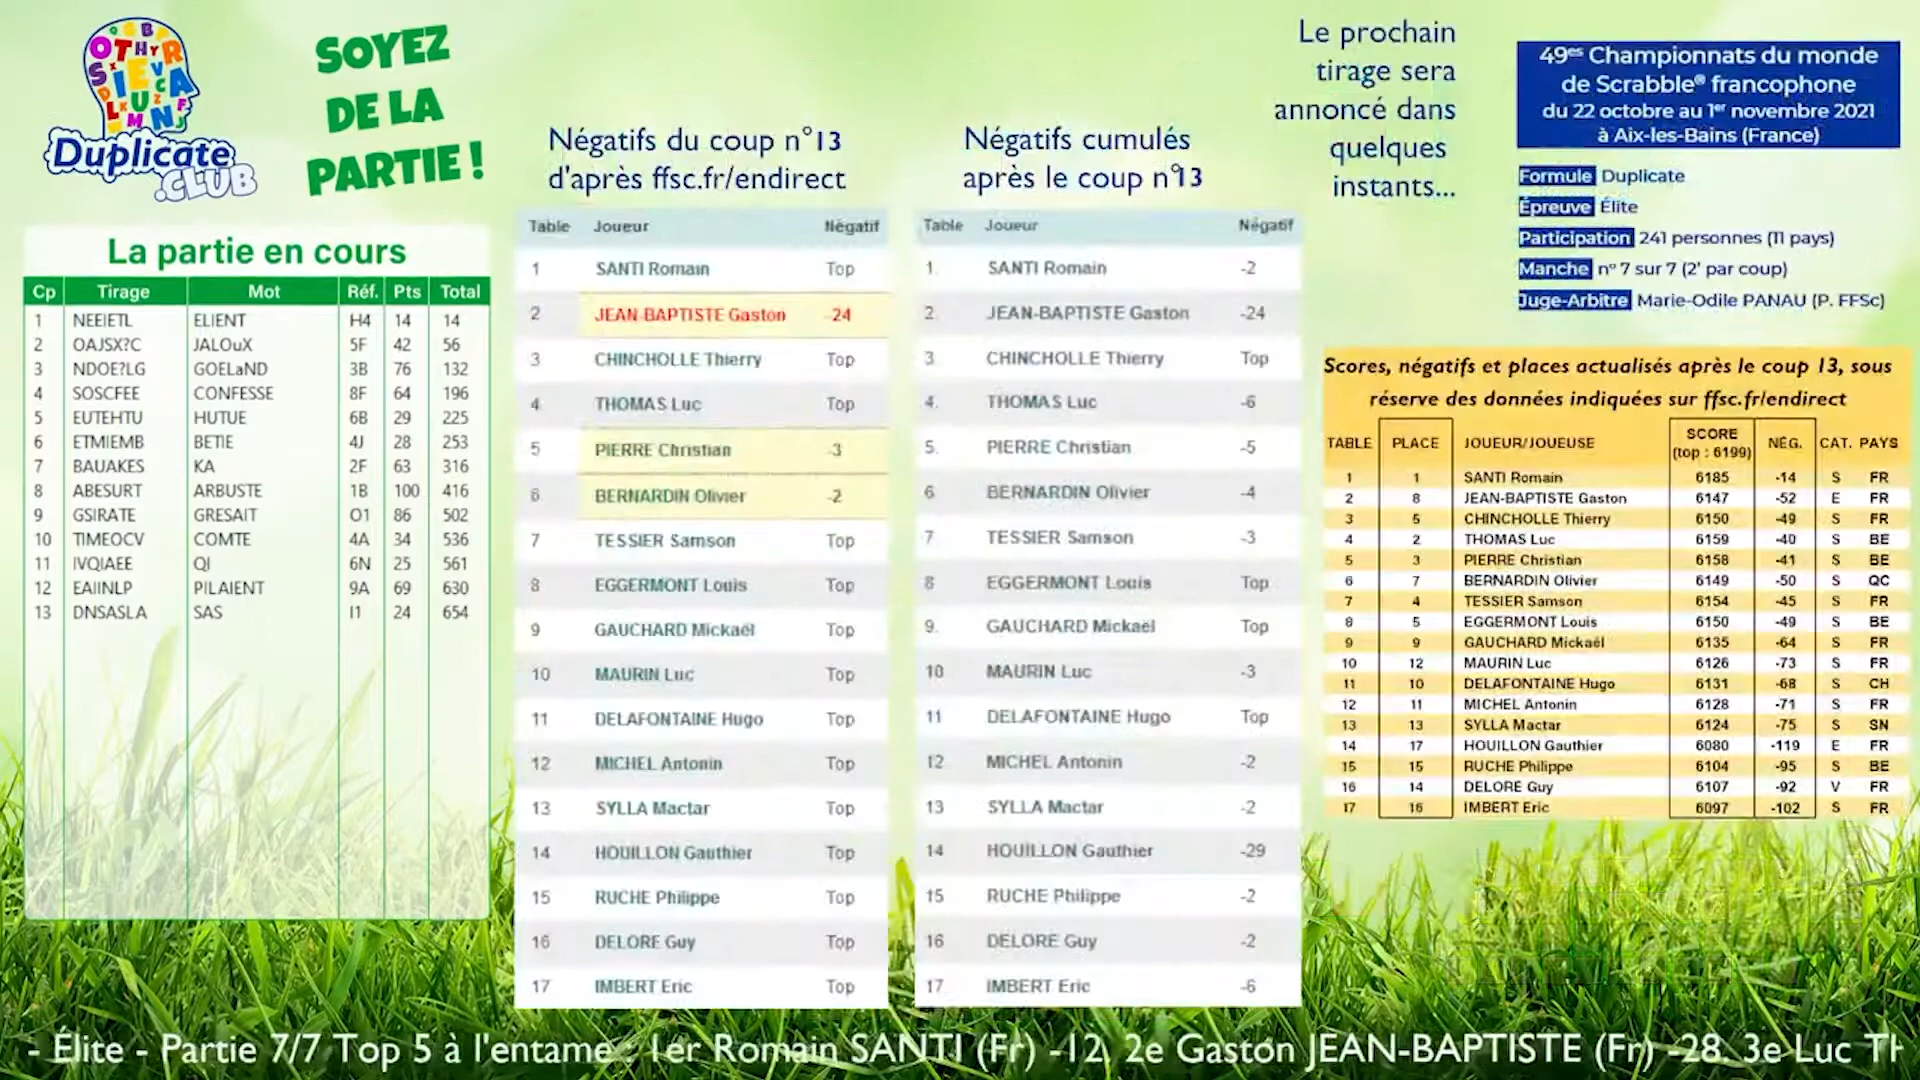 Duplicate
.CLUB
SOYEZ
DE LA
PARTIE !
La partie en cours
Cp Tirage Mot Réf. Pts Total
1 NEEIETL ELIENT H4 14 14
2 OAJSX?C JALOuX 5F 42 56
3 NDOE?LG GOELaND 3B 76 132
4 SOSCFEE CONFESSE 8F 64 196
5 EUTEHTU HUTUE 6B 29 225
6 ETMIEMB BETIE 4J 28 253
7 BAUAKES KA 2F 63 316
8 ABESURT ARBUSTE 1B 100 416
9 GSIRATE GRESAIT O1 86 502
10 TIMEOCV COMTE 4A 34 536
11 IVQIAEE QI 6N 25 561
12 EAIINLP PILAIENT 9A 69 630
13 DNSASLA SAS I1 24 654
Négatifs du coup n°13
d'après ffsc.fr/endirect
Table Joueur Négatif
1 SANTI Romain Top
2 JEAN-BAPTISTE Gaston -24
3 CHINCHOLLE Thierry Top
4 THOMAS Luc Top
5 PIERRE Christian -3
6 BERNARDIN Olivier -2
7 TESSIER Samson Top
8 EGGERMONT Louis Top
9 GAUCHARD Mickaël Top
10 MAURIN Luc Top
11 DELAFONTAINE Hugo Top
12 MICHEL Antonin Top
13 SYLLA Mactar Top
14 HOUILLON Gauthier Top
15 RUCHE Philippe Top
16 DELORE Guy Top
17 IMBERT Eric Top
Négatifs cumulés
après le coup n°13
Table Joueur Négatif
1. SANTI Romain -2
2. JEAN-BAPTISTE Gaston -24
3. CHINCHOLLE Thierry Top
4. THOMAS Luc -6
5. PIERRE Christian -5
6. BERNARDIN Olivier -4
7. TESSIER Samson -3
8 EGGERMONT Louis Top
9. GAUCHARD Mickaël Top
10 MAURIN Luc -3
11 DELAFONTAINE Hugo Top
12 MICHEL Antonin -2
13 SYLLA Mactar -2
14 HOUILLON Gauthier -29
15 RUCHE Philippe -2
16 DELORE Guy -2
17 IMBERT Eric -6
Le prochain
tirage sera
annoncé dans
quelques
instants...
49es Championnats du monde
de Scrabble® francophone
du 22 octobre au 1er novembre 2021
à Aix-les-Bains (France)
Formule Duplicate
Épreuve Élite
Participation 241 personnes (11 pays)
Manche n° 7 sur 7 (2' par coup)
Juge-Arbitre Marie-Odile PANAU (P. FFSc)
Scores, négatifs et places actualisés après le coup 13, sous
réserve des données indiquées sur ffsc.fr/endirect
TABLE PLACE JOUEUR/JOUEUSE SCORE (top : 6199) NÉG. CAT. PAYS
1 1 SANTI Romain 6185 -14 S FR
2 8 JEAN-BAPTISTE Gaston 6147 -52 E FR
3 5 CHINCHOLLE Thierry 6150 -49 S FR
4 2 THOMAS Luc 6159 -40 S BE
5 3 PIERRE Christian 6158 -41 S BE
6 7 BERNARDIN Olivier 6149 -50 S QC
7 4 TESSIER Samson 6154 -45 S FR
8 5 EGGERMONT Louis 6150 -49 S BE
9 9 GAUCHARD Mickaël 6135 -64 S FR
10 12 MAURIN Luc 6126 -73 S FR
11 10 DELAFONTAINE Hugo 6131 -68 S CH
12 11 MICHEL Antonin 6128 -71 S FR
13 13 SYLLA Mactar 6124 -75 S SN
14 17 HOUILLON Gauthier 6080 -119 E FR
15 15 RUCHE Philippe 6104 -95 S BE
16 14 DELORE Guy 6107 -92 V FR
17 16 IMBERT Eric 6097 -102 S FR
- Élite - Partie 7/7 Top 5 à l'entame : 1er Romain SANTI (Fr) -12, 2e Gaston JEAN-BAPTISTE (Fr) -28, 3e Luc TH